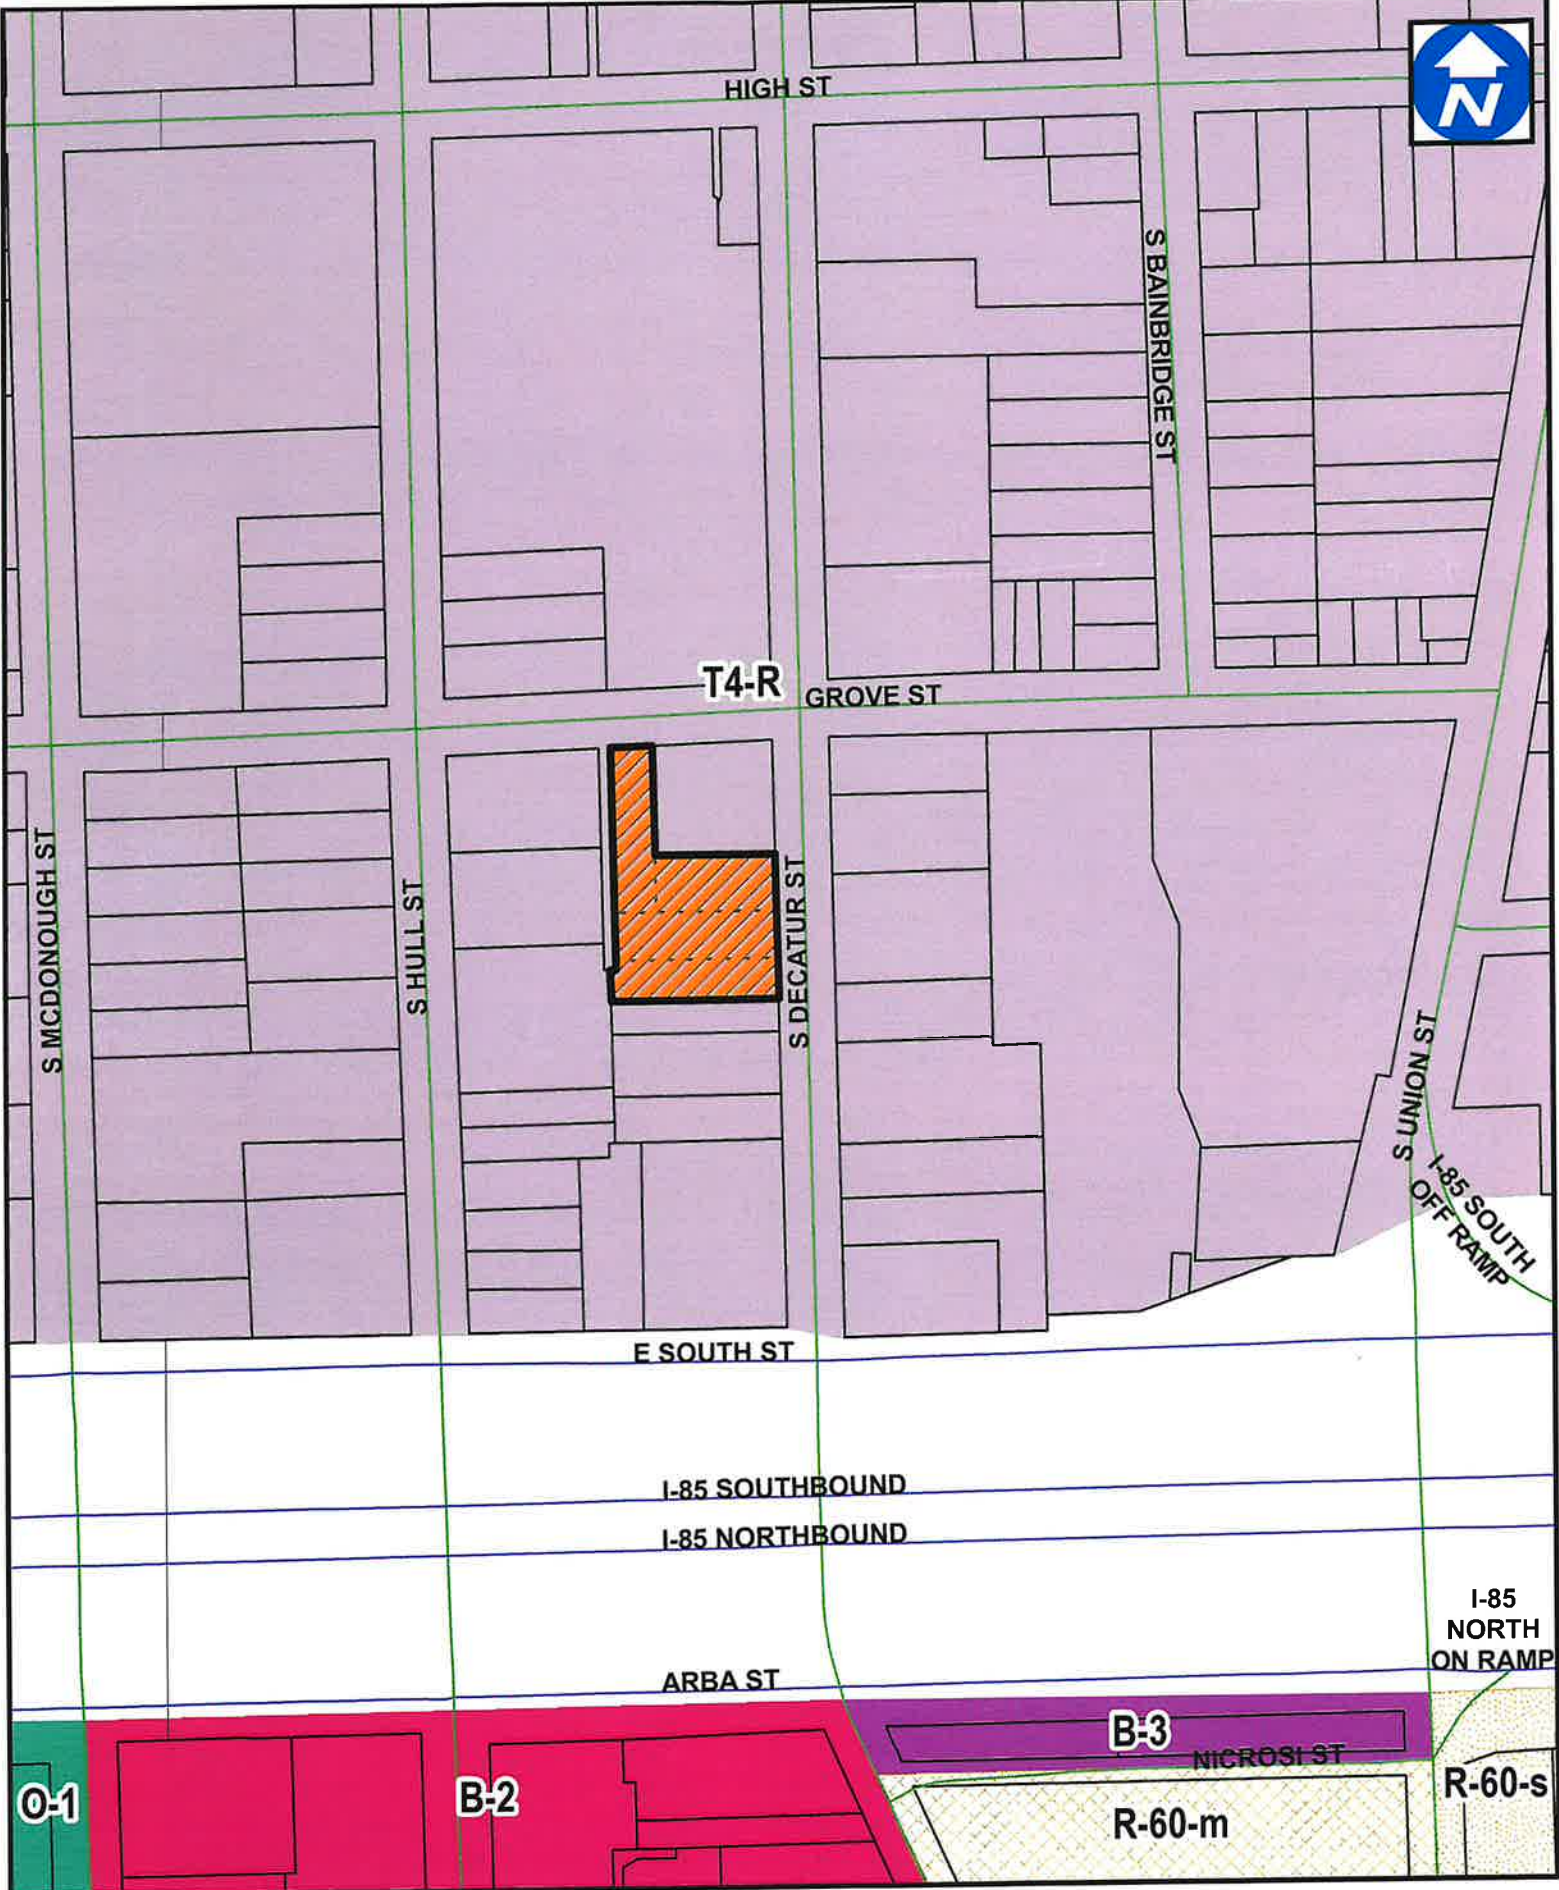 HIGH ST
N
S BAINBRIDGE ST
T4-R
GROVE ST
S MCDONOUGH ST
S HULL ST
S DECATUR ST
S UNION ST
I-85 SOUTH
OFF RAMP
E SOUTH ST
I-85 SOUTHBOUND
I-85 NORTHBOUND
I-85
NORTH
ON RAMP
ARBA ST
B-3
NICROSI ST
O-1
B-2
R-60-m
R-60-s